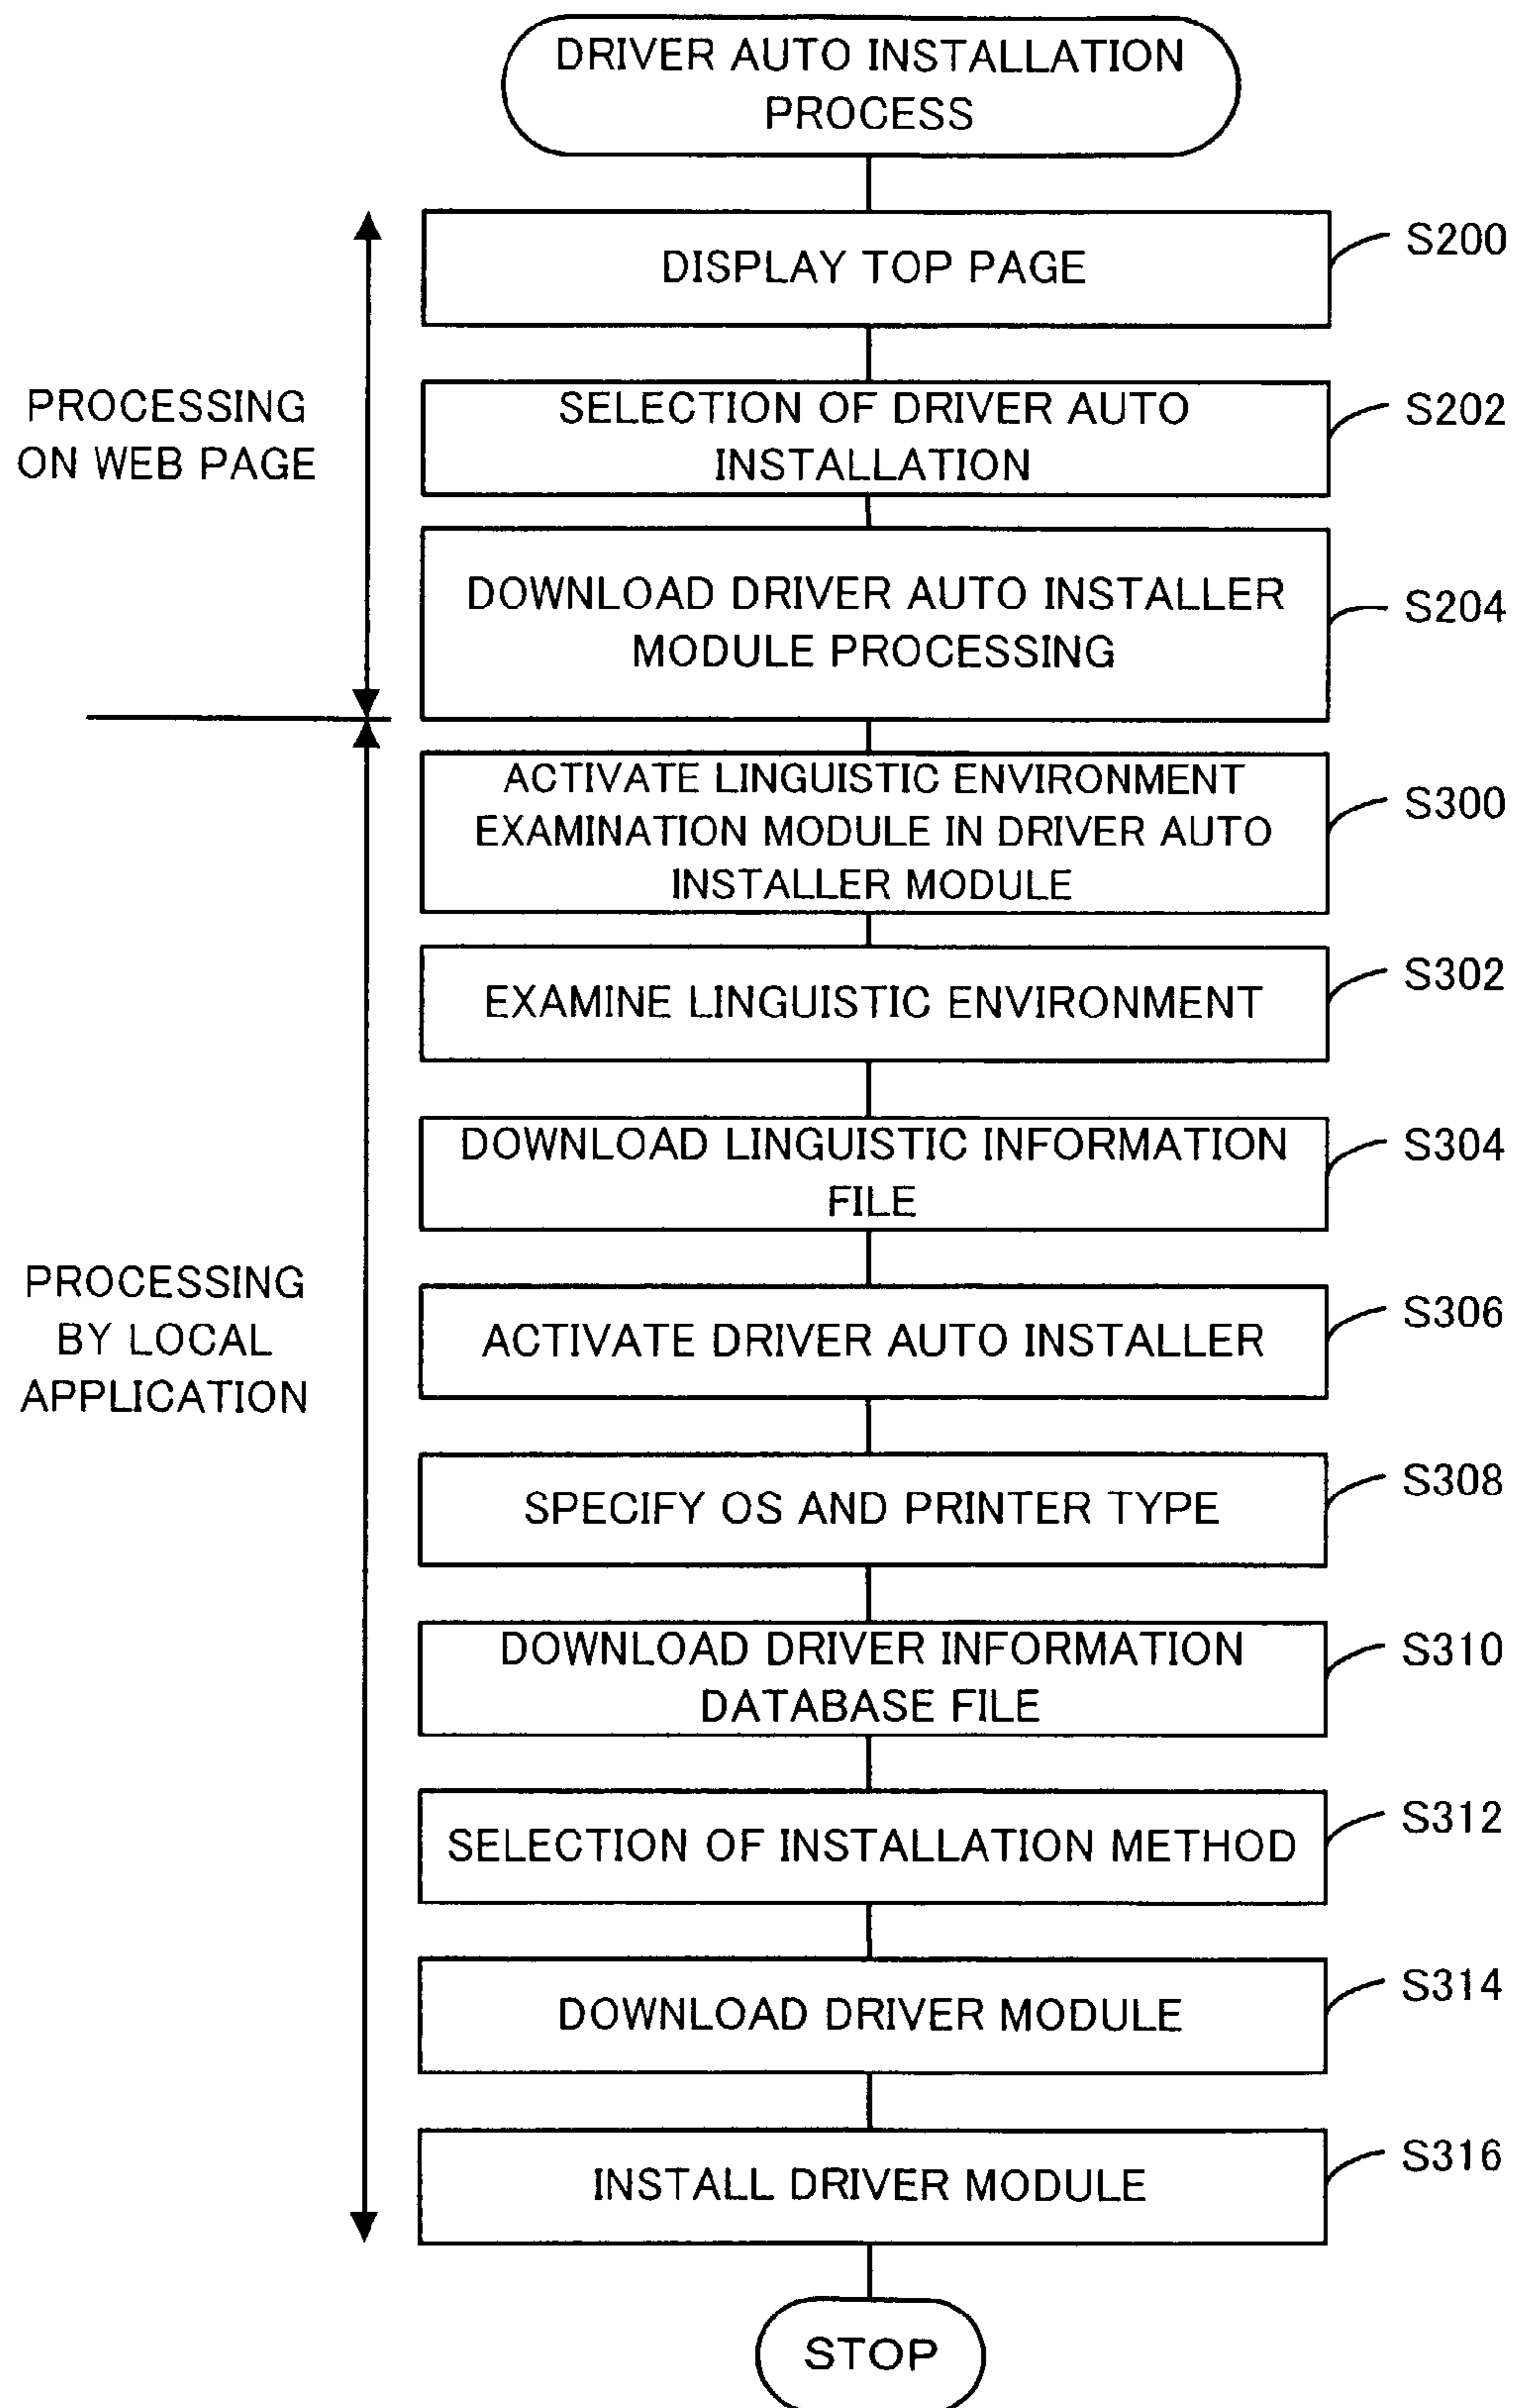 DRIVER AUTO INSTALLATION
PROCESS
DISPLAY TOP PAGE
S200
PROCESSING
ON WEB PAGE
SELECTION OF DRIVER AUTO
INSTALLATION
S202
DOWNLOAD DRIVER AUTO INSTALLER
MODULE PROCESSING
S204
ACTIVATE LINGUISTIC ENVIRONMENT
EXAMINATION MODULE IN DRIVER AUTO
INSTALLER MODULE
S300
EXAMINE LINGUISTIC ENVIRONMENT
S302
DOWNLOAD LINGUISTIC INFORMATION
FILE
S304
PROCESSING
BY LOCAL
APPLICATION
ACTIVATE DRIVER AUTO INSTALLER
S306
SPECIFY OS AND PRINTER TYPE
S308
DOWNLOAD DRIVER INFORMATION
DATABASE FILE
S310
SELECTION OF INSTALLATION METHOD
S312
DOWNLOAD DRIVER MODULE
S314
INSTALL DRIVER MODULE
S316
STOP